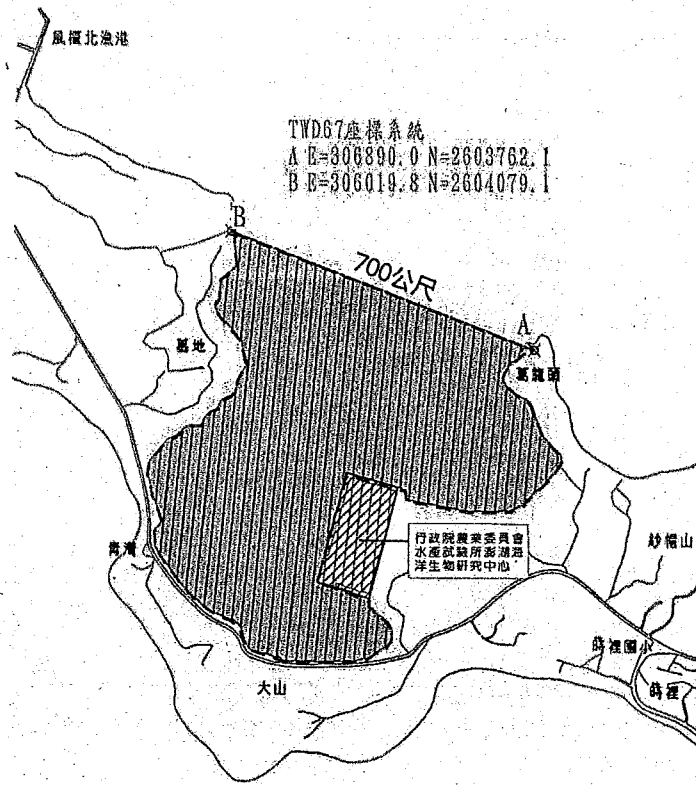 風櫃北漁港
TWD67座標系統
A E=306890.0 N=2603762.1
B E=306019.8 N=2604079.1
B
700公尺
A
墓地
葛龍頭
行政院農業委員會
水產試驗所澎湖海
洋生物研究中心
紗帽山
青灣
時裡國小
大山
時裡